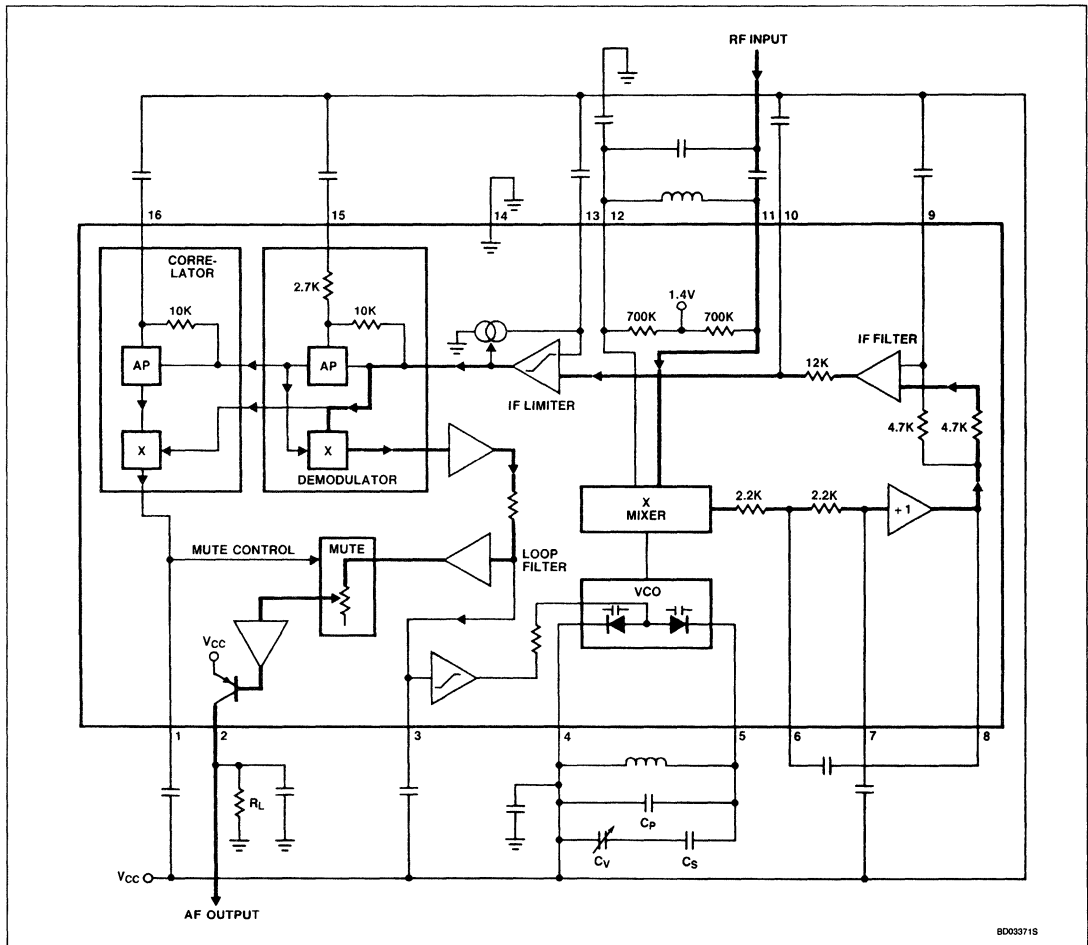 RF INPUT
16
15
14
13
12
11
10
9
CORRE-
LATOR
2.7K
10K
10K
1.4V
700K
700K
IF FILTER
AP
AP
12K
IF LIMITER
4.7K
4.7K
X
X
DEMODULATOR
X
MIXER
2.2K
2.2K
+1
MUTE CONTROL
MUTE
LOOP
FILTER
VCO
VCC
1
2
3
4
5
6
7
8
RL
CP
CV
CS
VCC
AF OUTPUT
BD03371S